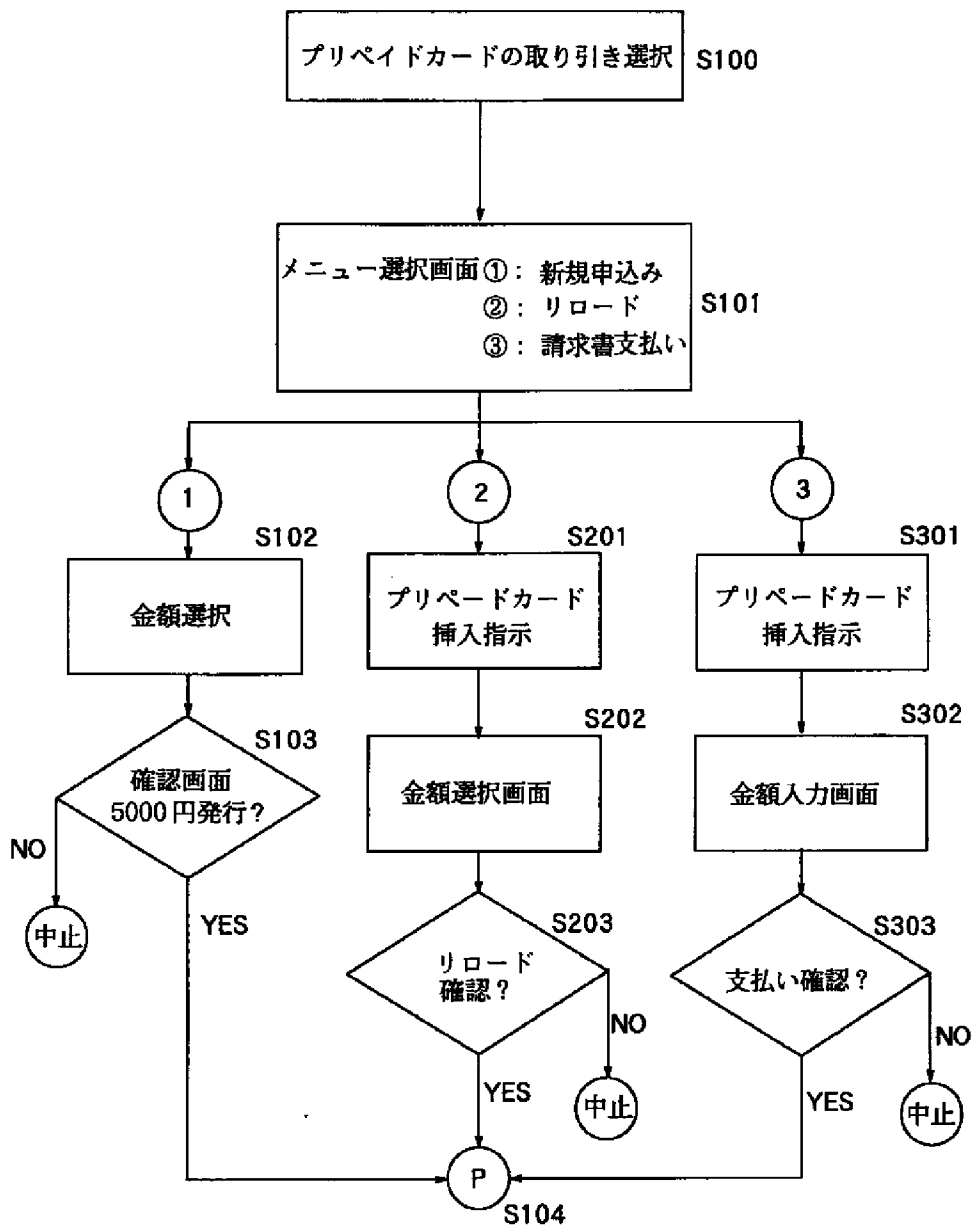 プリペイドカードの取り引き選択 S100
メニュー選択画面 ①： 新規申込み
②： リロード
③： 請求書支払い
S101
1
2
3
S102
金額選択
S201
プリペードカード
挿入指示
S301
プリペードカード
挿入指示
S103
確認画面
5000円発行？
NO
中止
YES
S202
金額選択画面
S302
金額入力画面
S203
リロード
確認？
NO
中止
YES
S303
支払い確認？
NO
中止
YES
P
S104